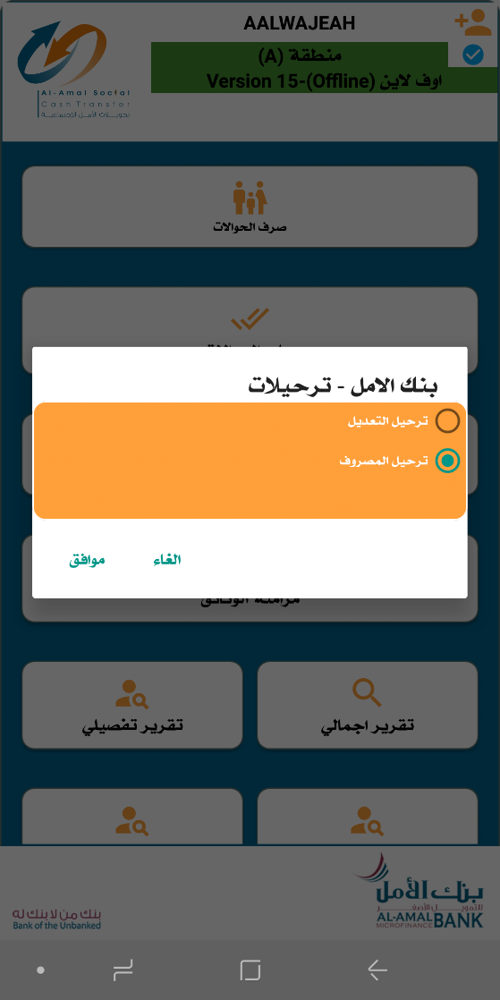 AALWAJEAH
منطقة (A)
اوف لاين (Offline)-Version 15
Al-Amal Social
Cash Transfer
تحويلات الأمل الإجتماعية
صرف الحوالات
بنك الامل - ترحيلات
ترحيل التعديل
ترحيل المصروف
الغاء
موافق
مزامنة الوثائق
تقرير اجمالي
تقرير تفصيلي
بنك الأمل
للتمويل الأصغر
AL-AMAL BANK
MICROFINANCE
بنك من لا بنك له
Bank of the Unbanked